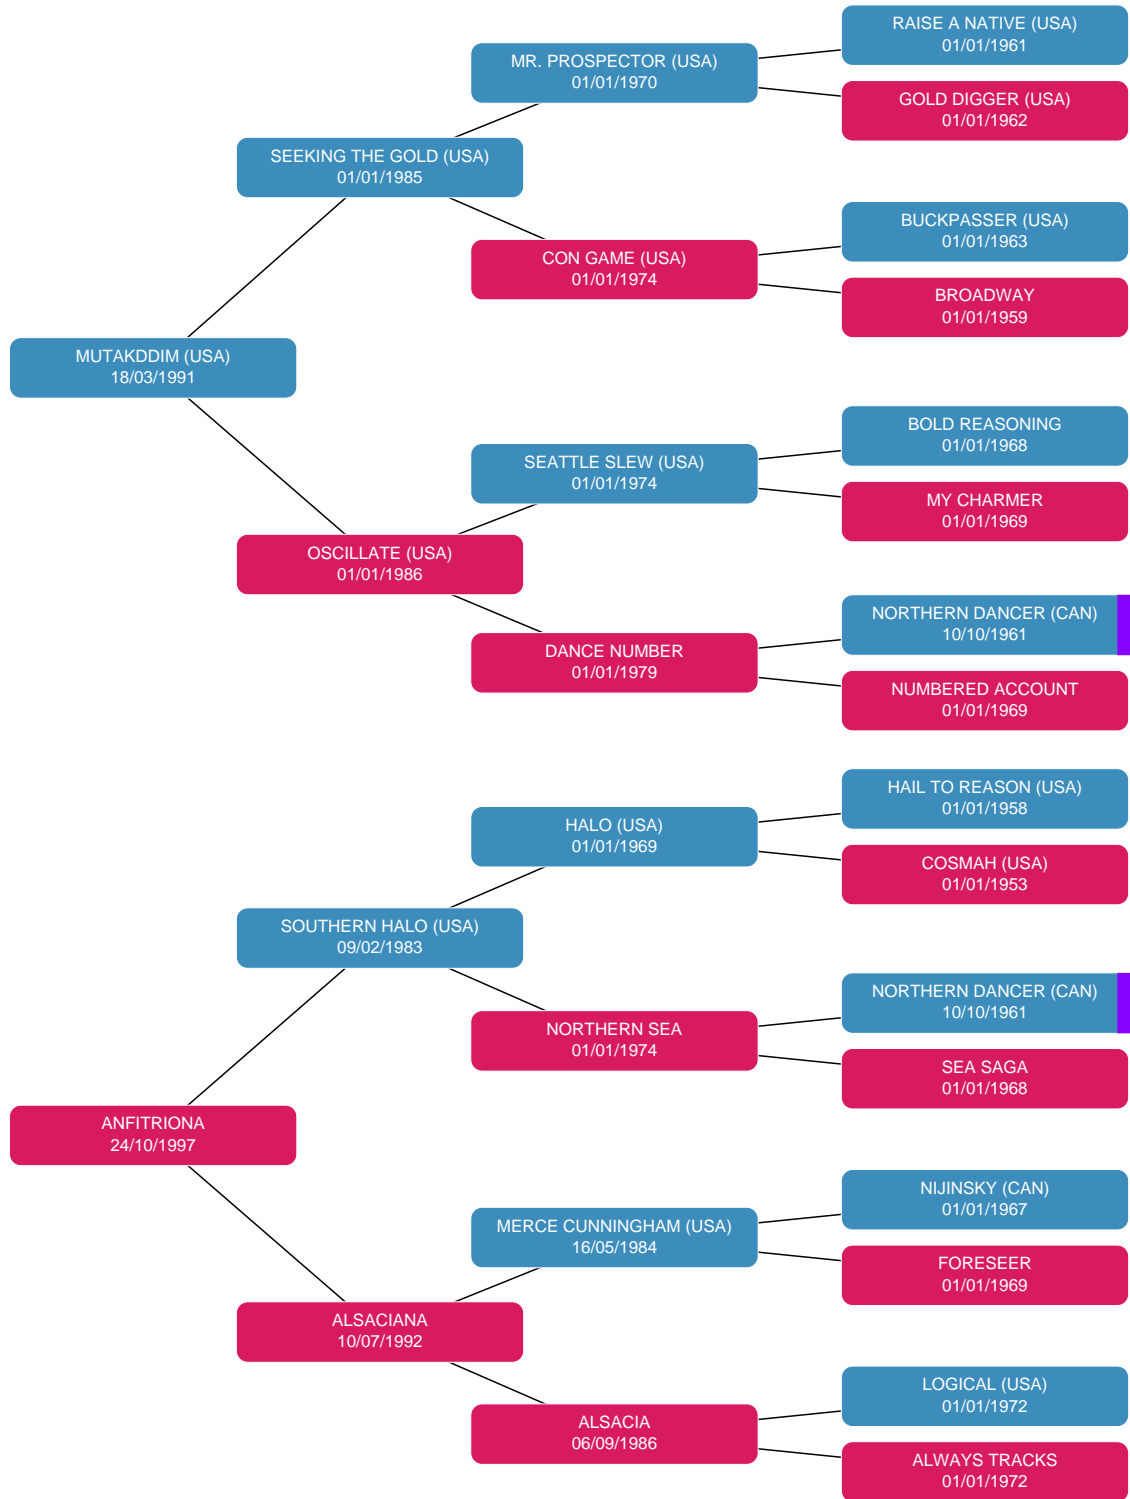 RAISE A NATIVE (USA)
01/01/1961
MR. PROSPECTOR (USA)
01/01/1970
GOLD DIGGER (USA)
01/01/1962
SEEKING THE GOLD (USA)
01/01/1985
BUCKPASSER (USA)
01/01/1963
CON GAME (USA)
01/01/1974
BROADWAY
01/01/1959
MUTAKDDIM (USA)
18/03/1991
BOLD REASONING
01/01/1968
SEATTLE SLEW (USA)
01/01/1974
MY CHARMER
01/01/1969
OSCILLATE (USA)
01/01/1986
NORTHERN DANCER (CAN)
10/10/1961
DANCE NUMBER
01/01/1979
NUMBERED ACCOUNT
01/01/1969
HAIL TO REASON (USA)
01/01/1958
HALO (USA)
01/01/1969
COSMAH (USA)
01/01/1953
SOUTHERN HALO (USA)
09/02/1983
NORTHERN DANCER (CAN)
10/10/1961
NORTHERN SEA
01/01/1974
SEA SAGA
01/01/1968
ANFITRIONA
24/10/1997
NIJINSKY (CAN)
01/01/1967
MERCE CUNNINGHAM (USA)
16/05/1984
FORESEER
01/01/1969
ALSACIANA
10/07/1992
LOGICAL (USA)
01/01/1972
ALSACIA
06/09/1986
ALWAYS TRACKS
01/01/1972